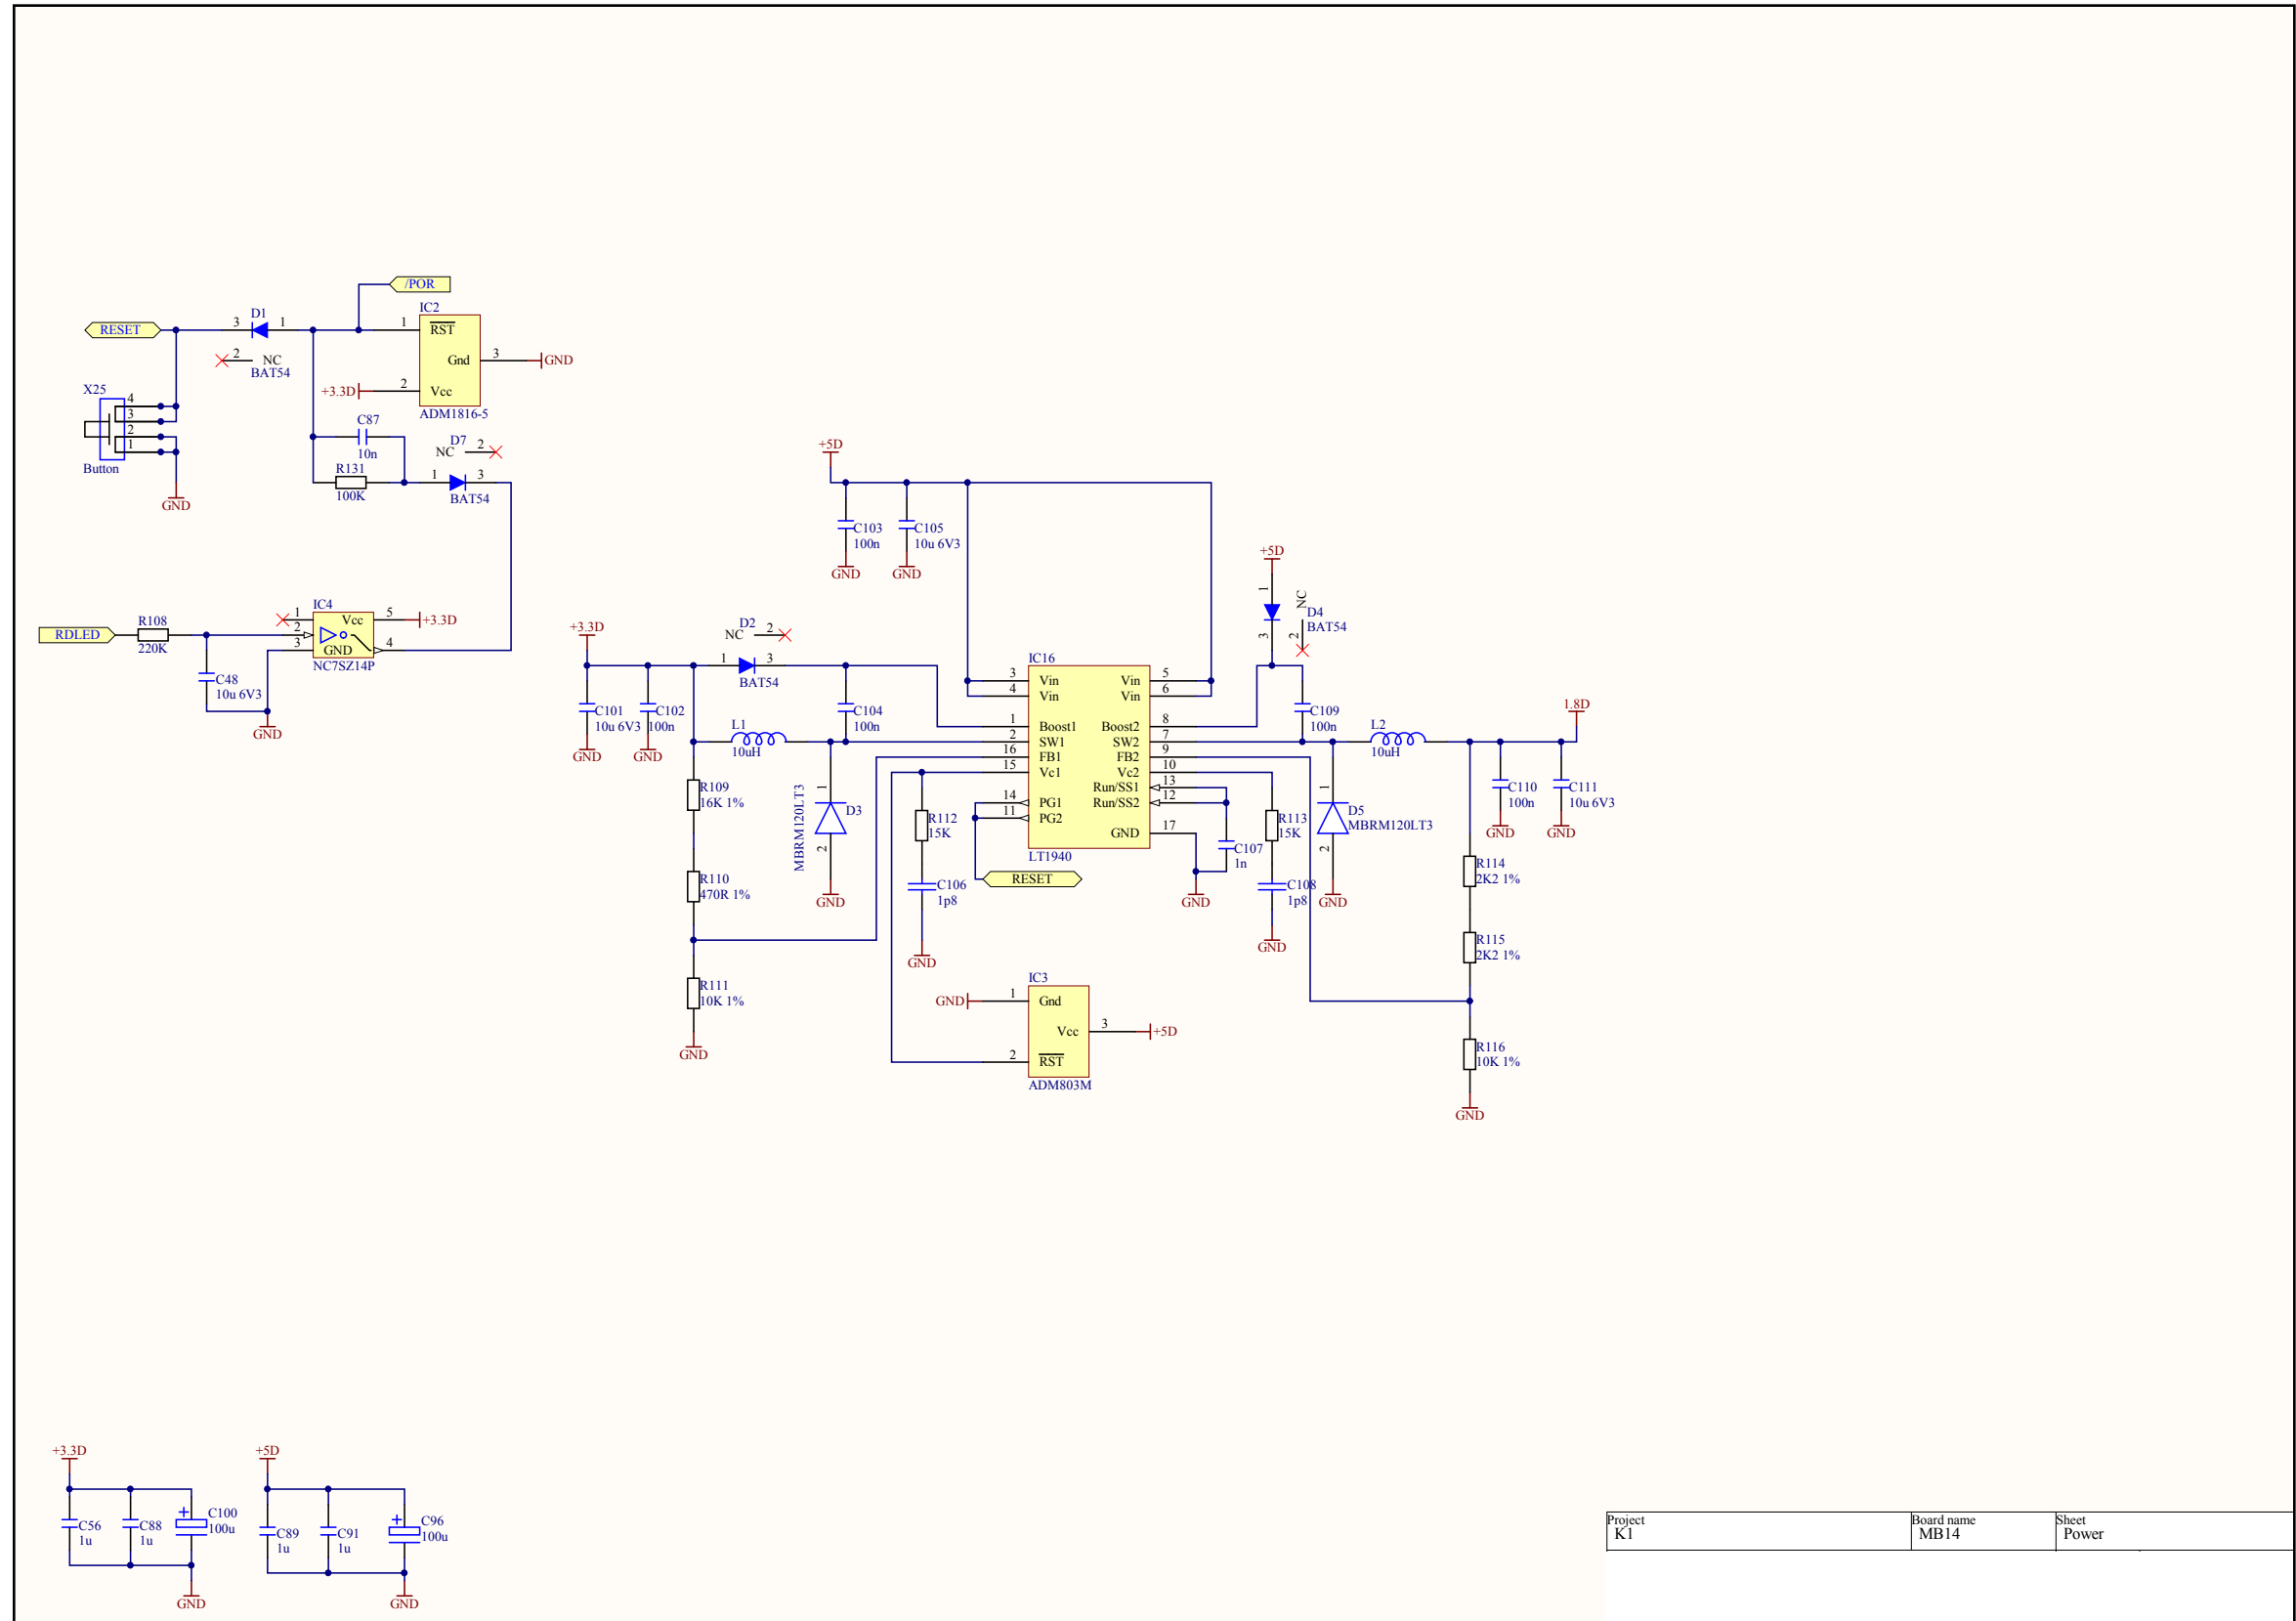 /POR
IC2
RESET
D1
3
1
1
RST
2
NC
BAT54
Gnd
3
GND
+3.3D
2
Vcc
ADM1816-5
X25
4
3
2
1
Button
GND
C87
10n
D7
NC
2
R131
100K
1
3
BAT54
RDLED
R108
220K
IC4
1
2
3
Vcc
GND
5
4
+3.3D
NC7SZ14P
C48
10u 6V3
GND
+5D
C103
100n
GND
C105
10u 6V3
GND
+3.3D
D2
NC
2
1
3
BAT54
C101
10u 6V3
GND
C102
100n
GND
C104
100n
L1
10uH
R109
16K 1%
R110
470R 1%
R111
10K 1%
GND
MBRM120LT3
1
2
D3
GND
R112
15K
C106
1p8
GND
IC16
3
Vin
4
Vin
1
Boost1
2
SW1
16
FB1
15
Vc1
14
PG1
11
PG2
Vin
5
Vin
6
Boost2
8
SW2
7
FB2
9
Vc2
10
Run/SS1
13
Run/SS2
12
GND
17
LT1940
RESET
GND
C107
1n
R113
15K
C108
1p8
GND
+5D
1
3
NC
2
D4
BAT54
C109
100n
1
2
D5
MBRM120LT3
GND
L2
10uH
1.8D
C110
100n
GND
C111
10u 6V3
GND
R114
2K2 1%
R115
2K2 1%
R116
10K 1%
GND
IC3
GND
1
Gnd
Vcc
3
+5D
2
RST
ADM803M
+3.3D
C56
1u
C88
1u
+
C100
100u
GND
+5D
C89
1u
C91
1u
+
C96
100u
GND
Project
K1
Board name
MB14
Sheet
Power